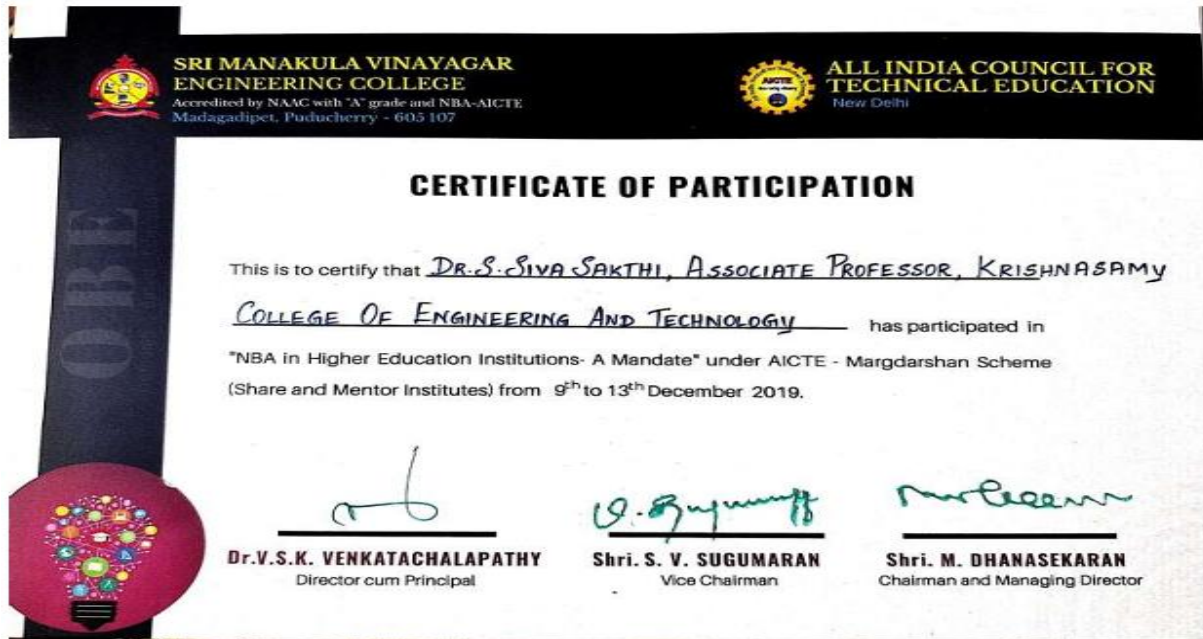 SRI MANAKULA VINAYAGAR
ENGINEERING COLLEGE
Accredited by NAAC with "A" grade and NBA-AICTE
Madagadipet, Puducherry - 605 107
AICTE
ALL INDIA COUNCIL FOR
TECHNICAL EDUCATION
New Delhi
OBE
CERTIFICATE OF PARTICIPATION
This is to certify that DR. S. SIVA SAKTHI, ASSOCIATE PROFESSOR, KRISHNASAMY
COLLEGE OF ENGINEERING AND TECHNOLOGY has participated in
"NBA in Higher Education Institutions- A Mandate" under AICTE - Margdarshan Scheme
(Share and Mentor Institutes) from 9th to 13th December 2019.
Dr.V.S.K. VENKATACHALAPATHY
Director cum Principal
Shri. S. V. SUGUMARAN
Vice Chairman
Shri. M. DHANASEKARAN
Chairman and Managing Director